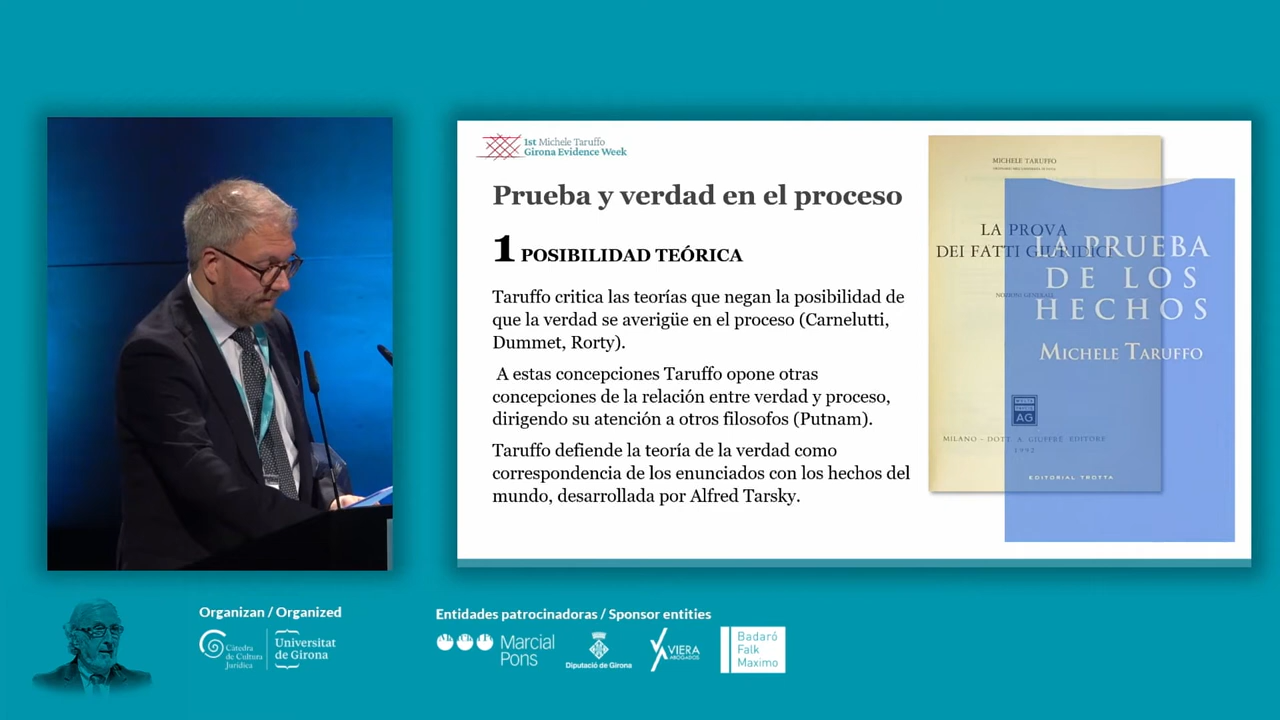 1st Michele Taruffo
Girona Evidence Week
Prueba y verdad en el proceso
1 POSIBILIDAD TEÓRICA
Taruffo critica las teorías que negan la posibilidad de
que la verdad se averigüe en el proceso (Carnelutti,
Dummet, Rorty).
A estas concepciones Taruffo opone otras
concepciones de la relación entre verdad y proceso,
dirigendo su atención a otros filosofos (Putnam).
Taruffo defiende la teoría de la verdad como
correspondencia de los enunciados con los hechos del
mundo, desarrollada por Alfred Tarsky.
MICHELE TARUFFO
LA PROVA
DEI FATTI GIURIDICI
NOZIONI GENERALI
AG
MILANO - DOTT. A. GIUFFRÈ EDITORE
1992
LA PRUEBA
DE LOS
HECHOS
MICHELE TARUFFO
EDITORIAL TROTTA
Organizan / Organized
Càtedra
de Cultura
Jurídica
Universitat
de Girona
Entidades patrocinadoras / Sponsor entities
Marcial
Pons
Diputació de Girona
VIERA
ABOGADOS
Badaró
Falk
Maximo